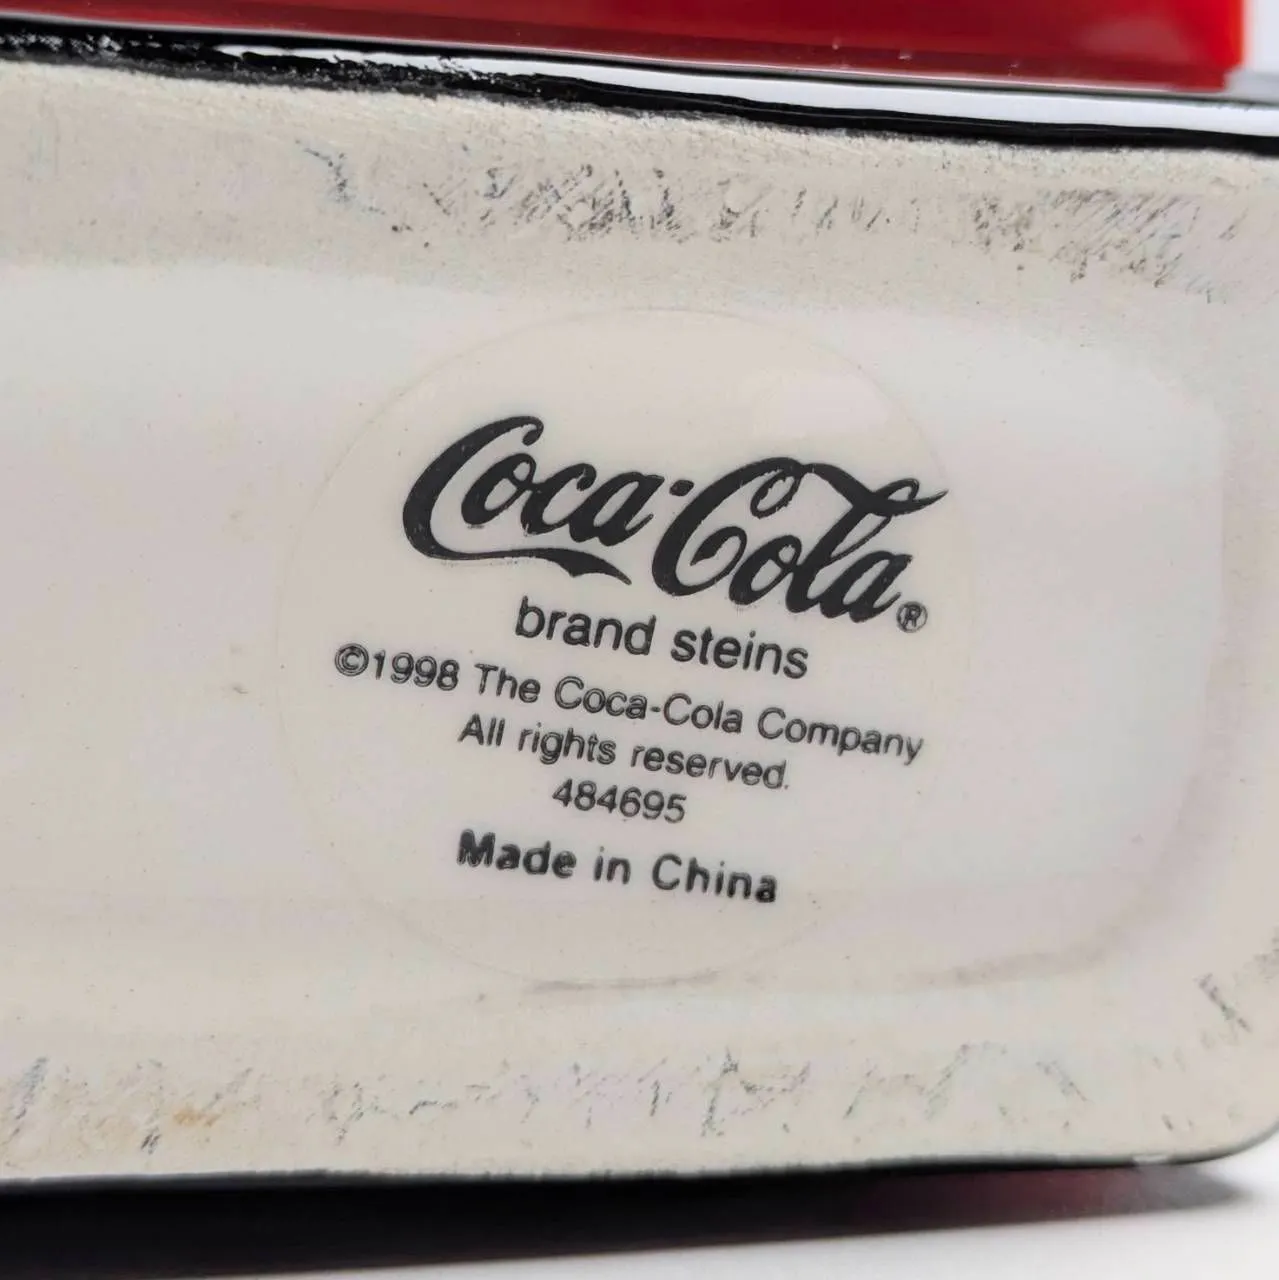 Coca-Cola®
brand steins
©1998 The Coca-Cola Company
All rights reserved.
484695
Made in China